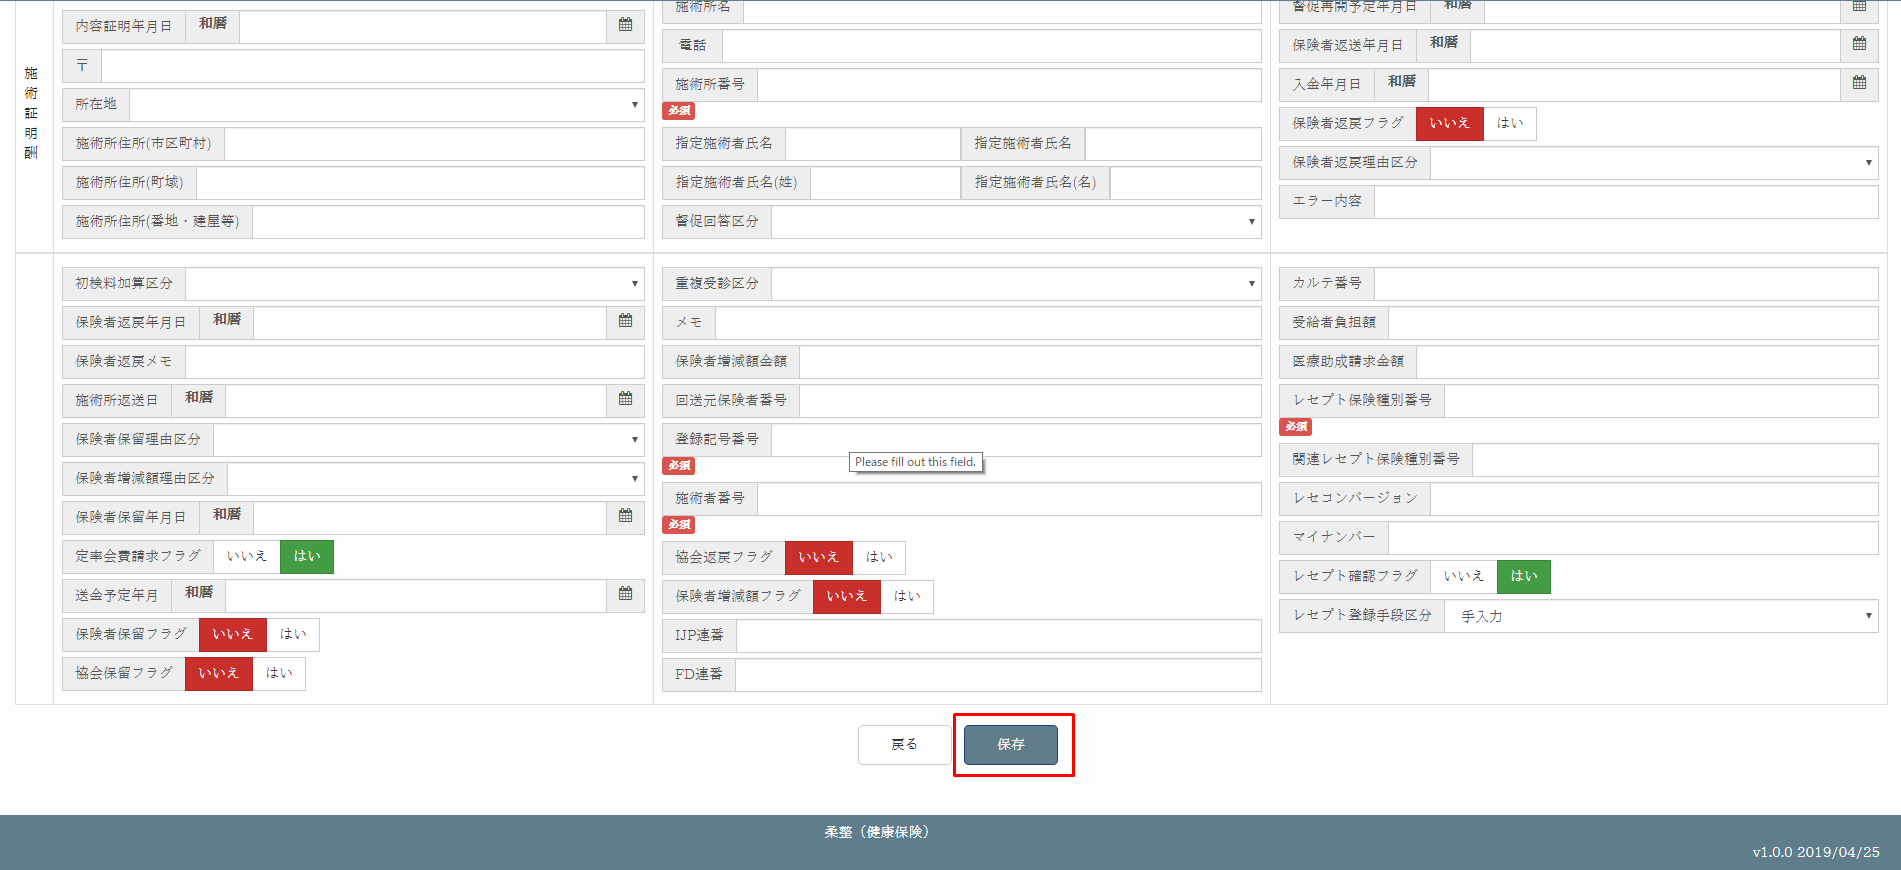 施術証明酬
内容証明年月日 和暦
〒
所在地
施術所住所(市区町村)
施術所住所(町域)
施術所住所(番地・建屋等)
施術所名
電話
施術所番号
必須
指定施術者氏名 指定施術者氏名
指定施術者氏名(姓) 指定施術者氏名(名)
督促回答区分
督促再開予定年月日 和暦
保険者返送年月日 和暦
入金年月日 和暦
保険者返戻フラグ いいえ はい
保険者返戻理由区分
エラー内容
初検料加算区分
保険者返戻年月日 和暦
保険者返戻メモ
施術所返送日 和暦
保険者保留理由区分
保険者増減額理由区分
保険者保留年月日 和暦
定率会費請求フラグ いいえ はい
送金予定年月 和暦
保険者保留フラグ いいえ はい
協会保留フラグ いいえ はい
重複受診区分
メモ
保険者増減額金額
回送元保険者番号
登録記号番号
必須
Please fill out this field.
施術者番号
必須
協会返戻フラグ いいえ はい
保険者増減額フラグ いいえ はい
IJP連番
FD連番
カルテ番号
受給者負担額
医療助成請求金額
レセプト保険種別番号
必須
関連レセプト保険種別番号
レセコンバージョン
マイナンバー
レセプト確認フラグ いいえ はい
レセプト登録手段区分 手入力
戻る 保存
柔整（健康保険）
v1.0.0 2019/04/25